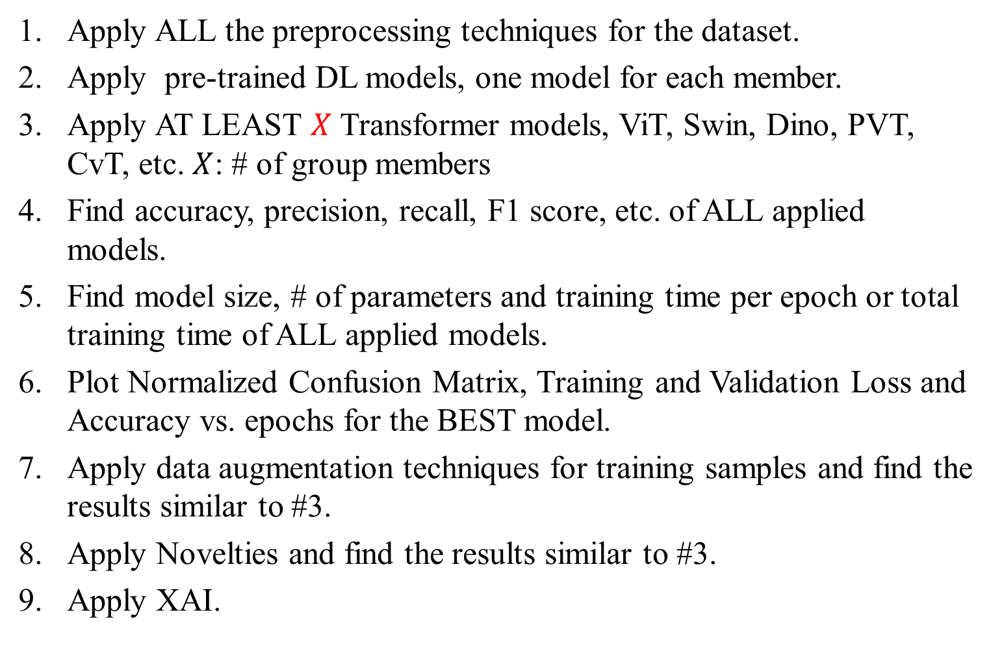 1. Apply ALL the preprocessing techniques for the dataset.
2. Apply  pre-trained DL models, one model for each member.
3. Apply AT LEAST X Transformer models, ViT, Swin, Dino, PVT,
CvT, etc. X: # of group members
4. Find accuracy, precision, recall, F1 score, etc. of ALL applied
models.
5. Find model size, # of parameters and training time per epoch or total
training time of ALL applied models.
6. Plot Normalized Confusion Matrix, Training and Validation Loss and
Accuracy vs. epochs for the BEST model.
7. Apply data augmentation techniques for training samples and find the
results similar to #3.
8. Apply Novelties and find the results similar to #3.
9. Apply XAI.